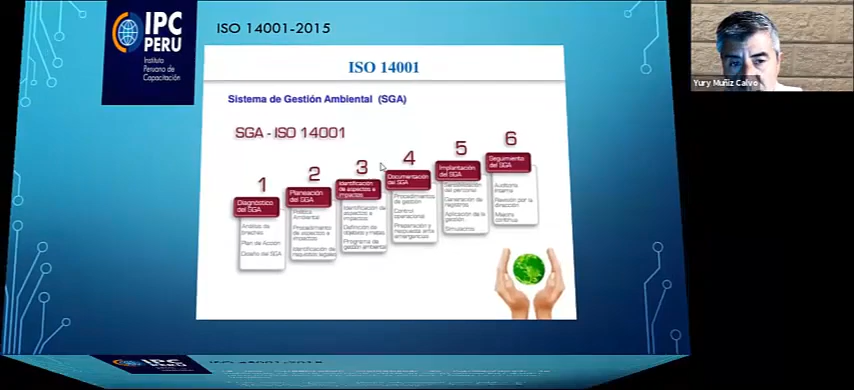 IPC
PERU
Instituto
Peruano de
Capacitación
ISO 14001-2015
ISO 14001
Sistema de Gestión Ambiental (SGA)
SGA - ISO 14001
1
Diagnóstico
del SGA
Análisis de
brechas
Plan de Acción
Diseño del SGA
2
Planeación
del SGA
Política
Ambiental
Procedimiento
de aspectos e
impactos
Identificación de
requisitos legales
3
Identificación
de aspectos e
impactos
Identificación de
aspectos e
impactos
Definición de
objetivos y metas
Programa de
gestión ambiental
4
Documentación
del SGA
Procedimientos
de gestión
Control
operacional
Preparación y
respuesta ante
emergencias
5
Implantación
del SGA
Sensibilización
del personal
Generación de
registros
Aplicación de la
gestión
Simulacros
6
Seguimiento
del SGA
Auditoria
interna
Revisión por la
dirección
Mejora
continua
Yury Muñiz Calvo
IPC